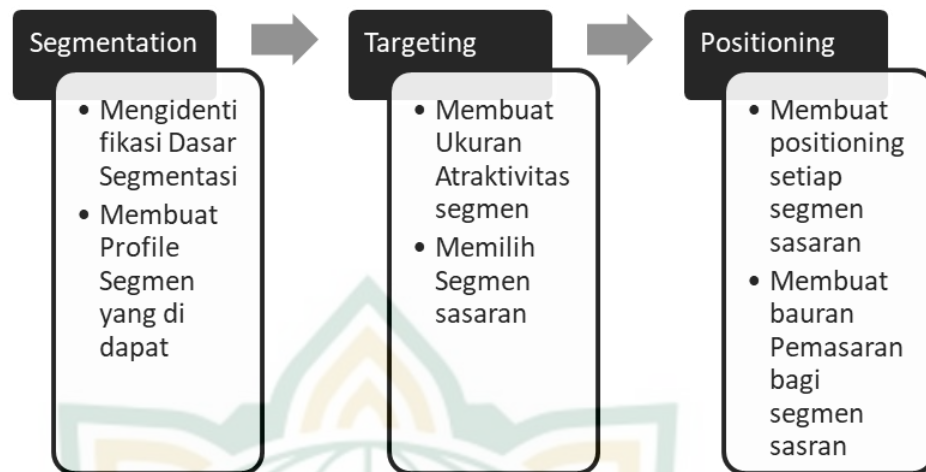 Segmentation
• Mengidenti
fikasi Dasar
Segmentasi
• Membuat
Profile
Segmen
yang di
dapat
Targeting
• Membuat
Ukuran
Atraktivitas
segmen
• Memilih
Segmen
sasaran
Positioning
• Membuat
positioning
setiap
segmen
sasaran
• Membuat
bauran
Pemasaran
bagi
segmen
sasran